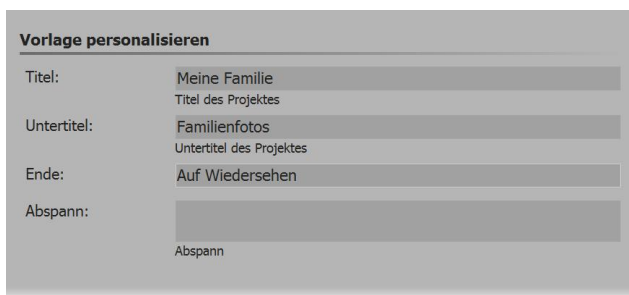 Vorlage personalisieren
Titel:
Meine Familie
Titel des Projektes
Untertitel:
Familienfotos
Untertitel des Projektes
Ende:
Auf Wiedersehen
Abspann:
Abspann